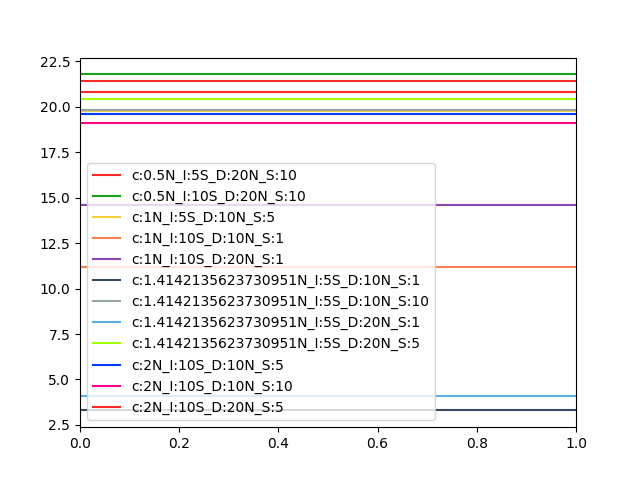 22.5
20.0
17.5
15.0
12.5
10.0
7.5
5.0
2.5
c:0.5N_I:5S_D:20N_S:10
c:0.5N_I:10S_D:20N_S:10
c:1N_I:5S_D:10N_S:5
c:1N_I:10S_D:10N_S:1
c:1N_I:10S_D:20N_S:1
c:1.4142135623730951N_I:5S_D:10N_S:1
c:1.4142135623730951N_I:5S_D:10N_S:10
c:1.4142135623730951N_I:5S_D:20N_S:1
c:1.4142135623730951N_I:5S_D:20N_S:5
c:2N_I:10S_D:10N_S:5
c:2N_I:10S_D:10N_S:10
c:2N_I:10S_D:20N_S:5
0.0 0.2 0.4 0.6 0.8 1.0